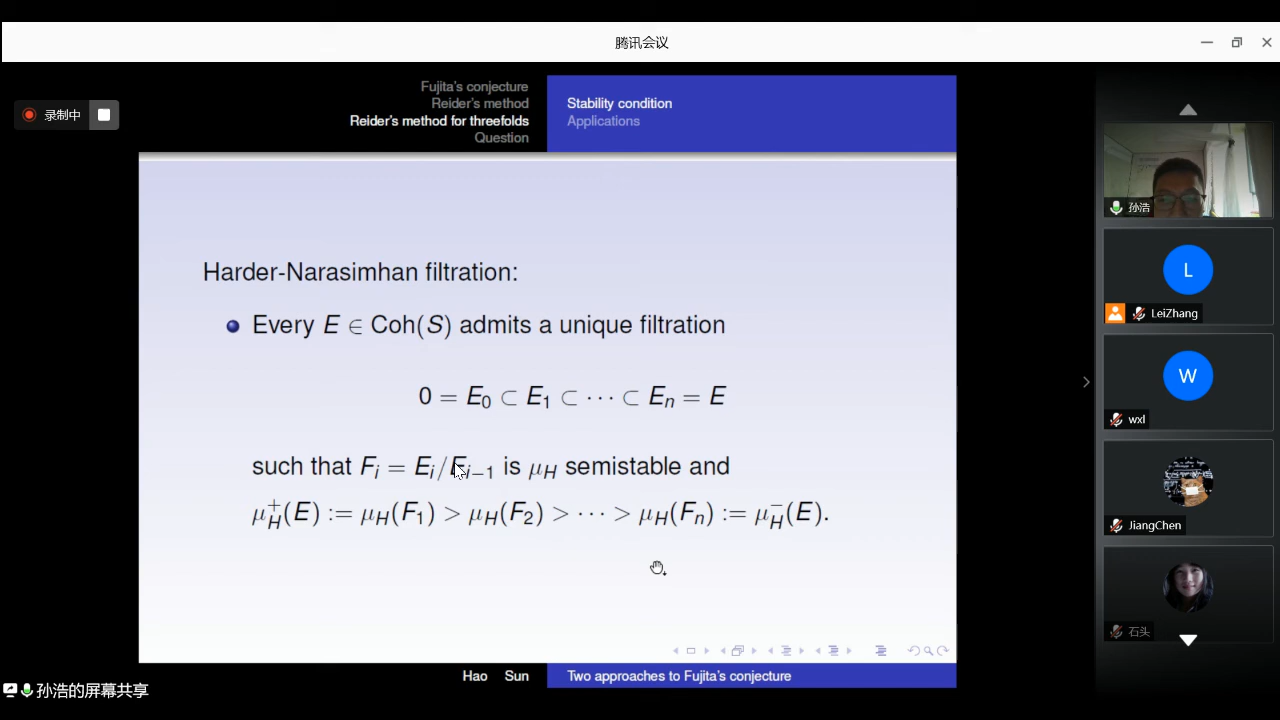 腾讯会议
录制中
Fujita's conjecture
Reider's method
Reider's method for threefolds
Question
Stability condition
Applications
Harder-Narasimhan filtration:
Every E ∈ Coh(S) admits a unique filtration
0 = E₀ ⊂ E₁ ⊂ ··· ⊂ Eₙ = E
such that Fᵢ = Eᵢ/Eᵢ₋₁ is μ_H semistable and
μ_H^+(E) := μ_H(F₁) > μ_H(F₂) > ··· > μ_H(Fₙ) := μ_H^−(E).
Hao Sun
Two approaches to Fujita's conjecture
孙浩的屏幕共享
孙浩
L
LeiZhang
W
wxl
JiangChen
石头